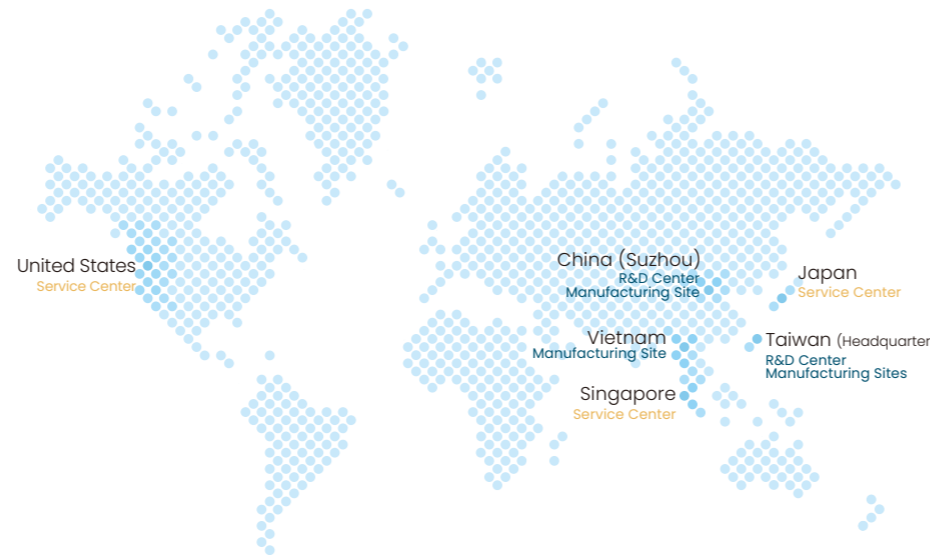 United States
Service Center
China (Suzhou)
R&D Center
Manufacturing Site
Japan
Service Center
Vietnam
Manufacturing Site
Taiwan (Headquarter
R&D Center
Manufacturing Sites
Singapore
Service Center